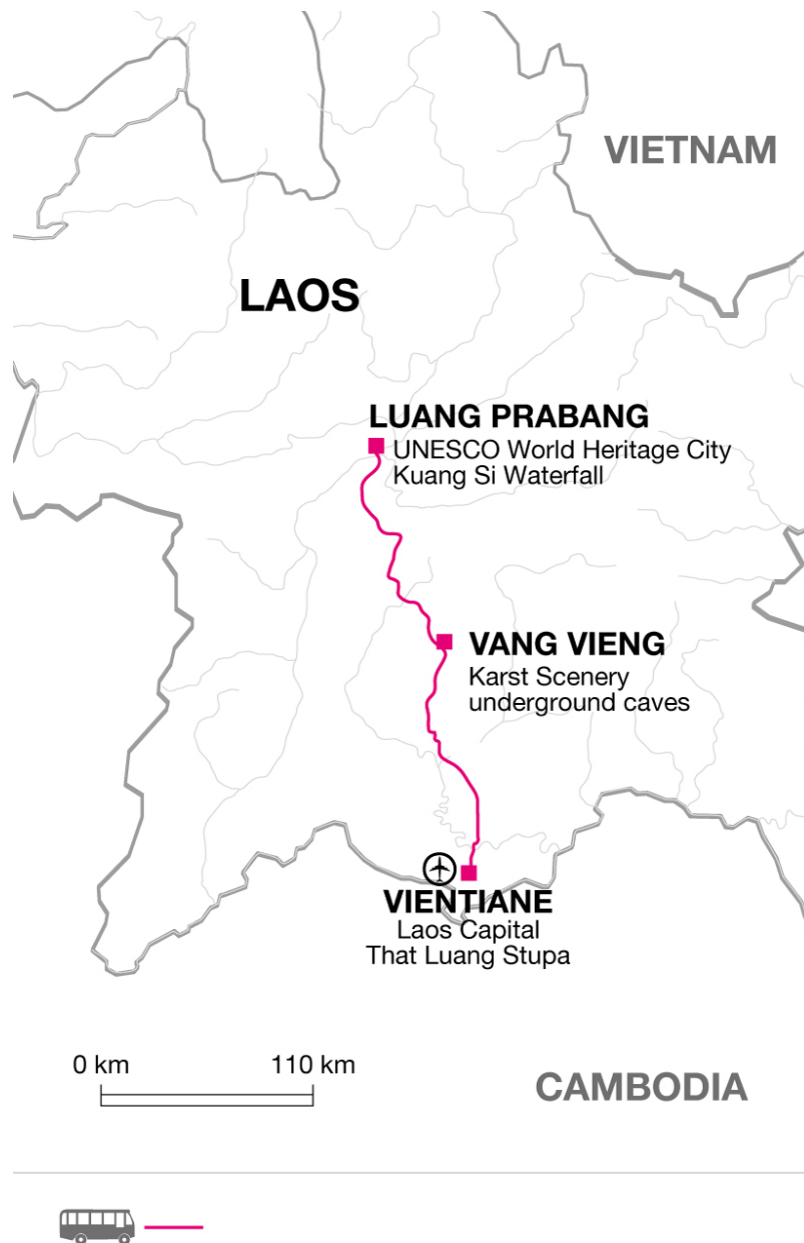 VIETNAM
LAOS
LUANG PRABANG
UNESCO World Heritage City
Kuang Si Waterfall
VANG VIENG
Karst Scenery
underground caves
VIENTIANE
Laos Capital
That Luang Stupa
0 km 110 km
CAMBODIA